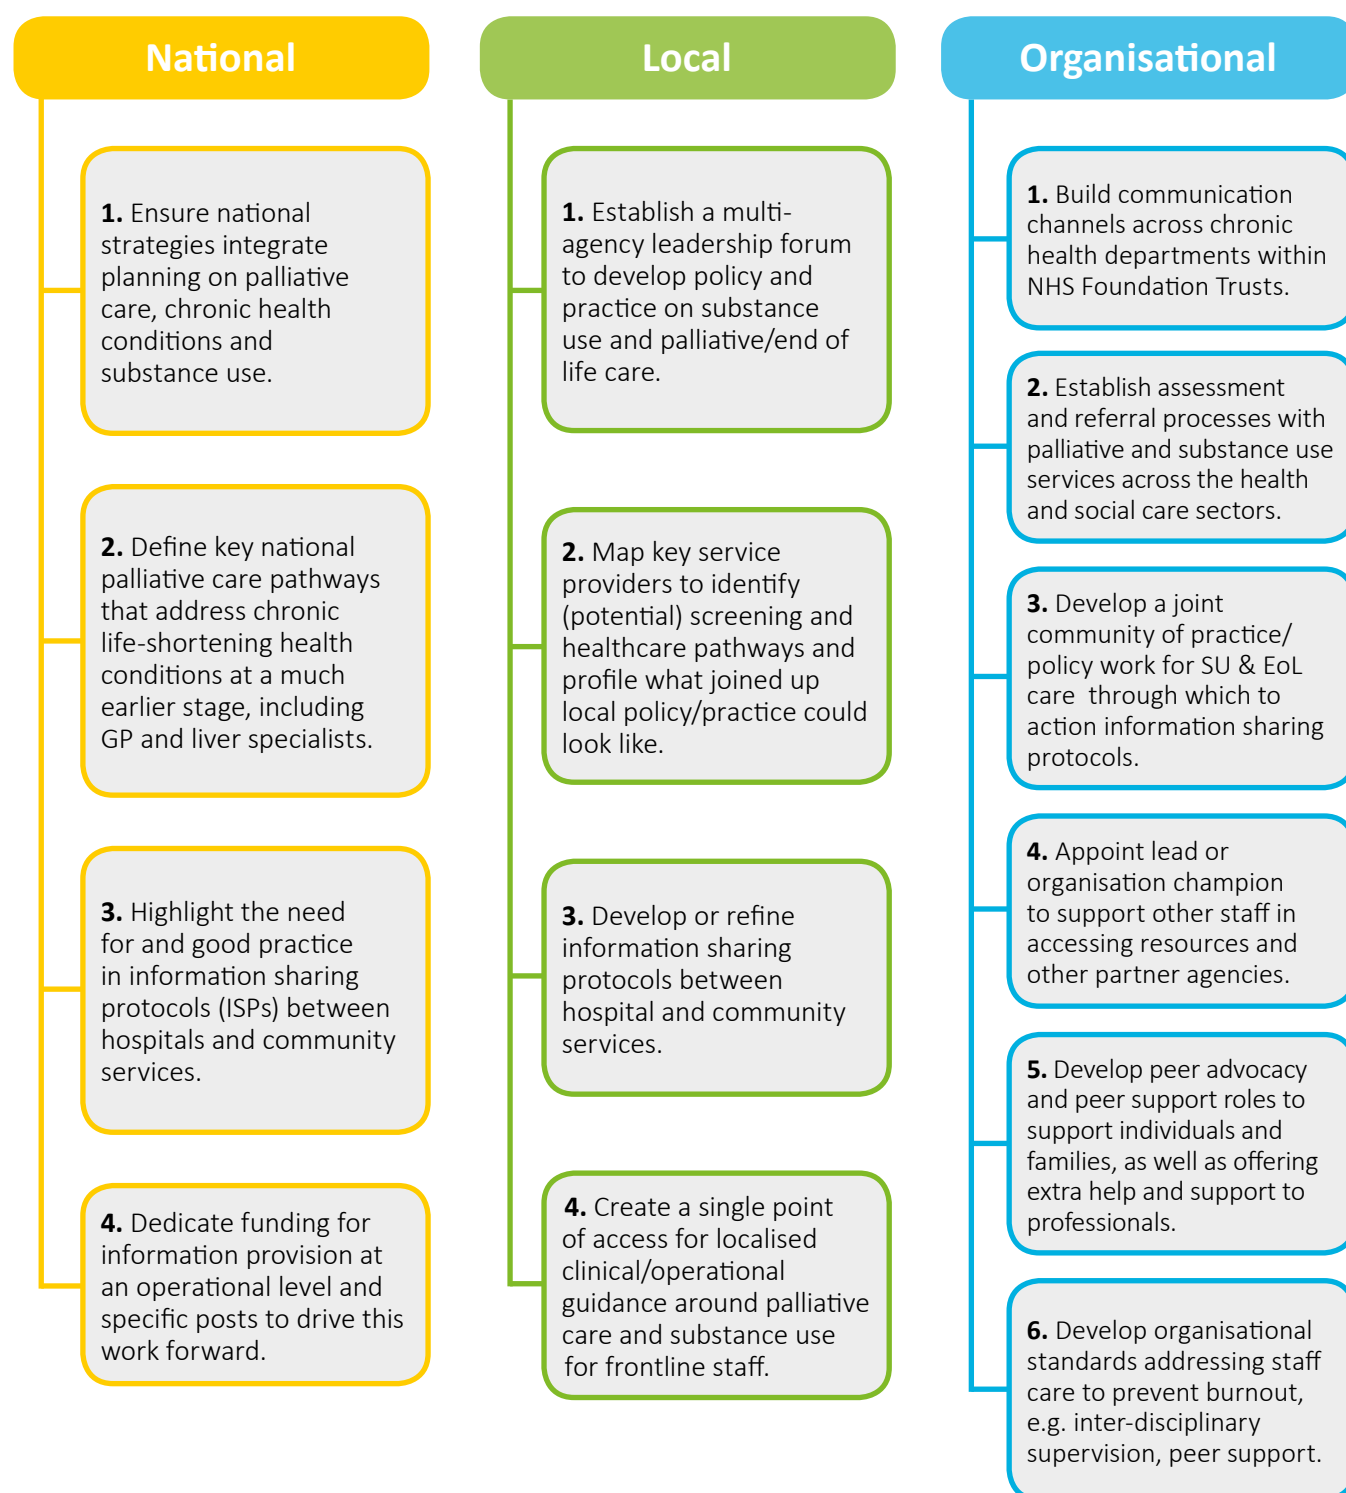 National
1. Ensure national
strategies integrate
planning on palliative
care, chronic health
conditions and
substance use.
2. Define key national
palliative care pathways
that address chronic
life-shortening health
conditions at a much
earlier stage, including
GP and liver specialists.
3. Highlight the need
for and good practice
in information sharing
protocols (ISPs) between
hospitals and community
services.
4. Dedicate funding for
information provision at
an operational level and
specific posts to drive this
work forward.
Local
1. Establish a multi-
agency leadership forum
to develop policy and
practice on substance
use and palliative/end of
life care.
2. Map key service
providers to identify
(potential) screening and
healthcare pathways and
profile what joined up
local policy/practice could
look like.
3. Develop or refine
information sharing
protocols between
hospital and community
services.
4. Create a single point
of access for localised
clinical/operational
guidance around palliative
care and substance use
for frontline staff.
Organisational
1. Build communication
channels across chronic
health departments within
NHS Foundation Trusts.
2. Establish assessment
and referral processes with
palliative and substance use
services across the health
and social care sectors.
3. Develop a joint
community of practice/
policy work for SU & EoL
care through which to
action information sharing
protocols.
4. Appoint lead or
organisation champion
to support other staff in
accessing resources and
other partner agencies.
5. Develop peer advocacy
and peer support roles to
support individuals and
families, as well as offering
extra help and support to
professionals.
6. Develop organisational
standards addressing staff
care to prevent burnout,
e.g. inter-disciplinary
supervision, peer support.